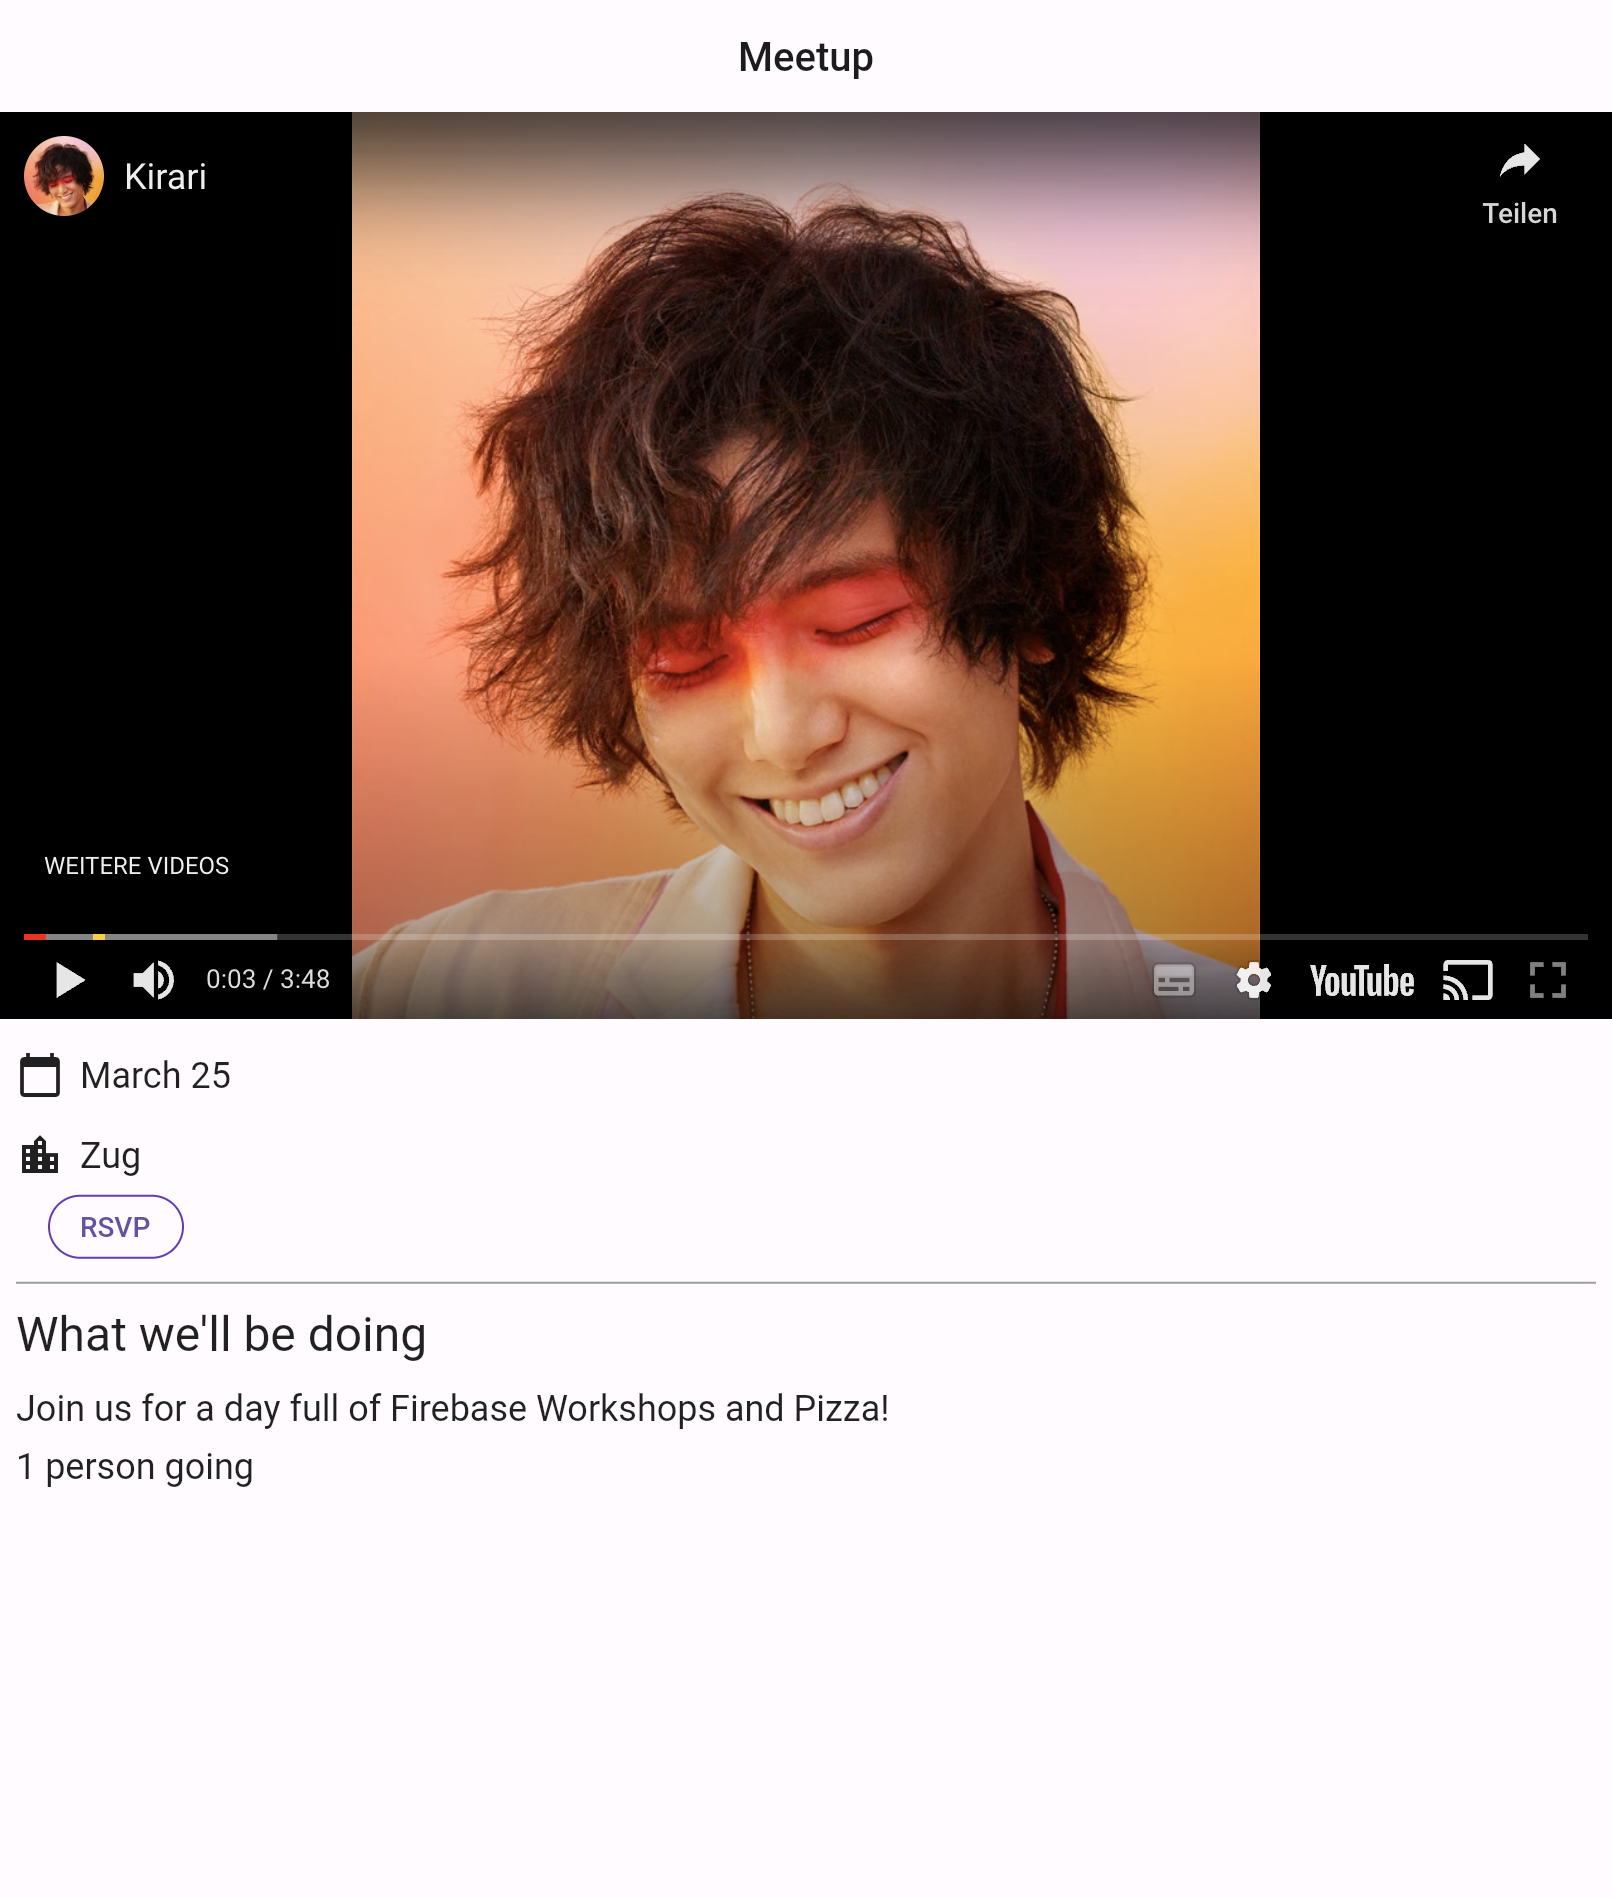 Meetup
Kirari
Teilen
WEITERE VIDEOS
0:03 / 3:48
YouTube
March 25
Zug
RSVP
What we'll be doing
Join us for a day full of Firebase Workshops and Pizza!
1 person going